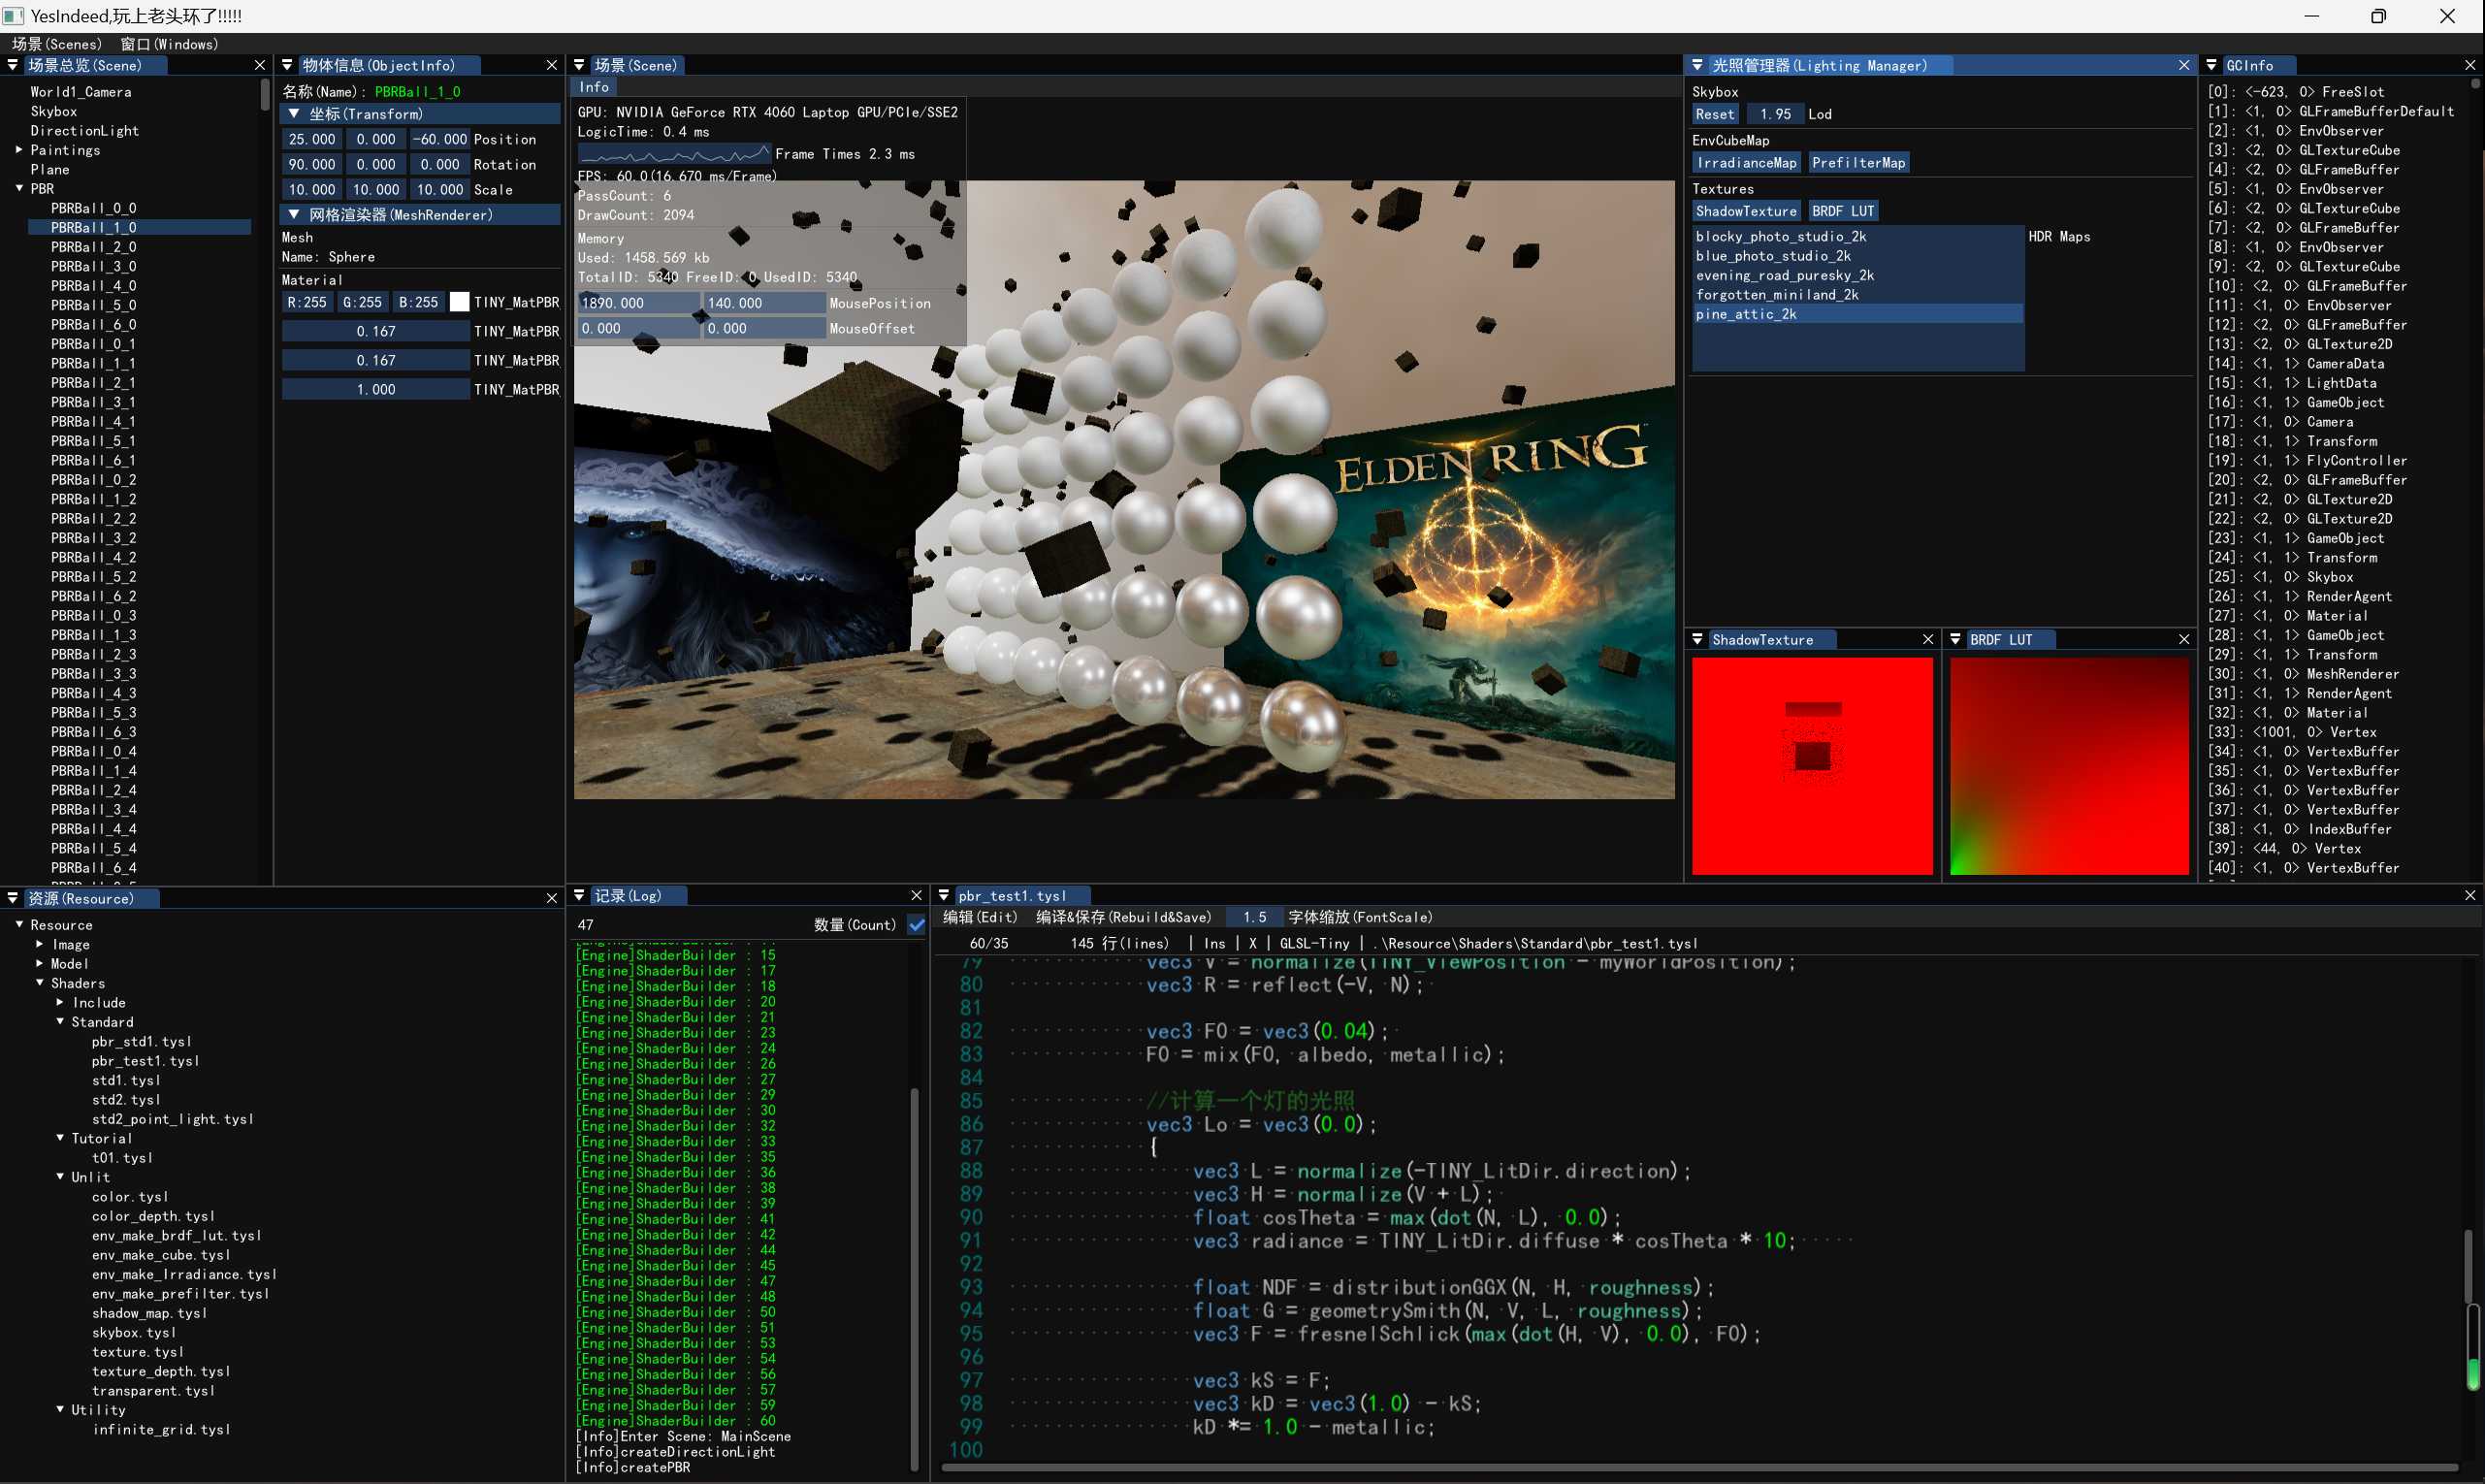 YesIndeed,玩上老头环了!!!!!
场景(Scenes) 窗口(Windows)
场景总览(Scene)
World1_Camera
Skybox
DirectionLight
Paintings
Plane
PBR
PBRBall_0_0
PBRBall_1_0
PBRBall_2_0
PBRBall_3_0
PBRBall_4_0
PBRBall_5_0
PBRBall_6_0
PBRBall_0_1
PBRBall_1_1
PBRBall_2_1
PBRBall_3_1
PBRBall_4_1
PBRBall_5_1
PBRBall_6_1
PBRBall_0_2
PBRBall_1_2
PBRBall_2_2
PBRBall_3_2
PBRBall_4_2
PBRBall_5_2
PBRBall_6_2
PBRBall_0_3
PBRBall_1_3
PBRBall_2_3
PBRBall_3_3
PBRBall_4_3
PBRBall_5_3
PBRBall_6_3
PBRBall_0_4
PBRBall_1_4
PBRBall_2_4
PBRBall_3_4
PBRBall_4_4
PBRBall_5_4
PBRBall_6_4
物体信息(ObjectInfo)
名称(Name): PBRBall_1_0
坐标(Transform)
25.000 0.000 -60.000 Position
90.000 0.000 0.000 Rotation
10.000 10.000 10.000 Scale
网格渲染器(MeshRenderer)
Mesh
Name: Sphere
Material
R:255 G:255 B:255 TINY_MatPBR
0.167 TINY_MatPBR
0.167 TINY_MatPBR
1.000 TINY_MatPBR
场景(Scene)
Info
GPU: NVIDIA GeForce RTX 4060 Laptop GPU/PCIe/SSE2
LogicTime: 0.4 ms
Frame Times 2.3 ms
FPS: 60.0(16.670 ms/Frame)
PassCount: 6
DrawCount: 2094
Memory
Used: 1458.569 kb
TotalID: 5340 FreeID: 0 UsedID: 5340
1890.000 140.000 MousePosition
0.000 0.000 MouseOffset
ELDEN RING
光照管理器(Lighting Manager)
Skybox
Reset 1.95 Lod
EnvCubeMap
IrradianceMap PrefilterMap
Textures
ShadowTexture BRDF LUT
blocky_photo_studio_2k HDR Maps
blue_photo_studio_2k
evening_road_puresky_2k
forgotten_miniland_2k
pine_attic_2k
ShadowTexture
BRDF LUT
GCInfo
[0]: <-623, 0> FreeSlot
[1]: <1, 0> GLFrameBufferDefault
[2]: <1, 0> EnvObserver
[3]: <2, 0> GLTextureCube
[4]: <2, 0> GLFrameBuffer
[5]: <1, 0> EnvObserver
[6]: <2, 0> GLTextureCube
[7]: <2, 0> GLFrameBuffer
[8]: <1, 0> EnvObserver
[9]: <2, 0> GLTextureCube
[10]: <2, 0> GLFrameBuffer
[11]: <1, 0> EnvObserver
[12]: <2, 0> GLFrameBuffer
[13]: <2, 0> GLTexture2D
[14]: <1, 1> CameraData
[15]: <1, 1> LightData
[16]: <1, 1> GameObject
[17]: <1, 0> Camera
[18]: <1, 1> Transform
[19]: <1, 1> FlyController
[20]: <2, 0> GLFrameBuffer
[21]: <2, 0> GLTexture2D
[22]: <2, 0> GLTexture2D
[23]: <1, 1> GameObject
[24]: <1, 1> Transform
[25]: <1, 0> Skybox
[26]: <1, 1> RenderAgent
[27]: <1, 0> Material
[28]: <1, 1> GameObject
[29]: <1, 1> Transform
[30]: <1, 0> MeshRenderer
[31]: <1, 1> RenderAgent
[32]: <1, 0> Material
[33]: <1001, 0> Vertex
[34]: <1, 0> VertexBuffer
[35]: <1, 0> VertexBuffer
[36]: <1, 0> VertexBuffer
[37]: <1, 0> VertexBuffer
[38]: <1, 0> IndexBuffer
[39]: <44, 0> Vertex
[40]: <1, 0> VertexBuffer
资源(Resource)
Resource
Image
Model
Shaders
Include
Standard
pbr_std1.tysl
pbr_test1.tysl
std1.tysl
std2.tysl
std2_point_light.tysl
Tutorial
t01.tysl
Unlit
color.tysl
color_depth.tysl
env_make_brdf_lut.tysl
env_make_cube.tysl
env_make_Irradiance.tysl
env_make_prefilter.tysl
shadow_map.tysl
skybox.tysl
texture.tysl
texture_depth.tysl
transparent.tysl
Utility
infinite_grid.tysl
记录(Log)
47 数量(Count)
[Engine]ShaderBuilder : 15
[Engine]ShaderBuilder : 17
[Engine]ShaderBuilder : 18
[Engine]ShaderBuilder : 20
[Engine]ShaderBuilder : 21
[Engine]ShaderBuilder : 23
[Engine]ShaderBuilder : 24
[Engine]ShaderBuilder : 26
[Engine]ShaderBuilder : 27
[Engine]ShaderBuilder : 29
[Engine]ShaderBuilder : 30
[Engine]ShaderBuilder : 32
[Engine]ShaderBuilder : 33
[Engine]ShaderBuilder : 35
[Engine]ShaderBuilder : 36
[Engine]ShaderBuilder : 38
[Engine]ShaderBuilder : 39
[Engine]ShaderBuilder : 41
[Engine]ShaderBuilder : 42
[Engine]ShaderBuilder : 44
[Engine]ShaderBuilder : 45
[Engine]ShaderBuilder : 47
[Engine]ShaderBuilder : 48
[Engine]ShaderBuilder : 50
[Engine]ShaderBuilder : 51
[Engine]ShaderBuilder : 53
[Engine]ShaderBuilder : 54
[Engine]ShaderBuilder : 56
[Engine]ShaderBuilder : 57
[Engine]ShaderBuilder : 59
[Engine]ShaderBuilder : 60
[Info]Enter Scene: MainScene
[Info]createDirectionLight
[Info]createPBR
pbr_test1.tysl
编辑(Edit) 编译&保存(Rebuild&Save) 1.5 字体缩放(FontScale)
60/35 145 行(lines) | Ins | X | GLSL-Tiny | .\Resource\Shaders\Standard\pbr_test1.tysl
79 vec3 V = normalize(TINY_ViewPosition - myWorldPosition);
80 vec3 R = reflect(-V, N);
81
82 vec3 F0 = vec3(0.04);
83 F0 = mix(F0, albedo, metallic);
84
85 //计算一个灯的光照
86 vec3 Lo = vec3(0.0);
87 {
88 vec3 L = normalize(-TINY_LitDir.direction);
89 vec3 H = normalize(V + L);
90 float cosTheta = max(dot(N, L), 0.0);
91 vec3 radiance = TINY_LitDir.diffuse * cosTheta * 10;
92
93 float NDF = distributionGGX(N, H, roughness);
94 float G = geometrySmith(N, V, L, roughness);
95 vec3 F = fresnelSchlick(max(dot(H, V), 0.0), F0);
96
97 vec3 kS = F;
98 vec3 kD = vec3(1.0) - kS;
99 kD *= 1.0 - metallic;
100